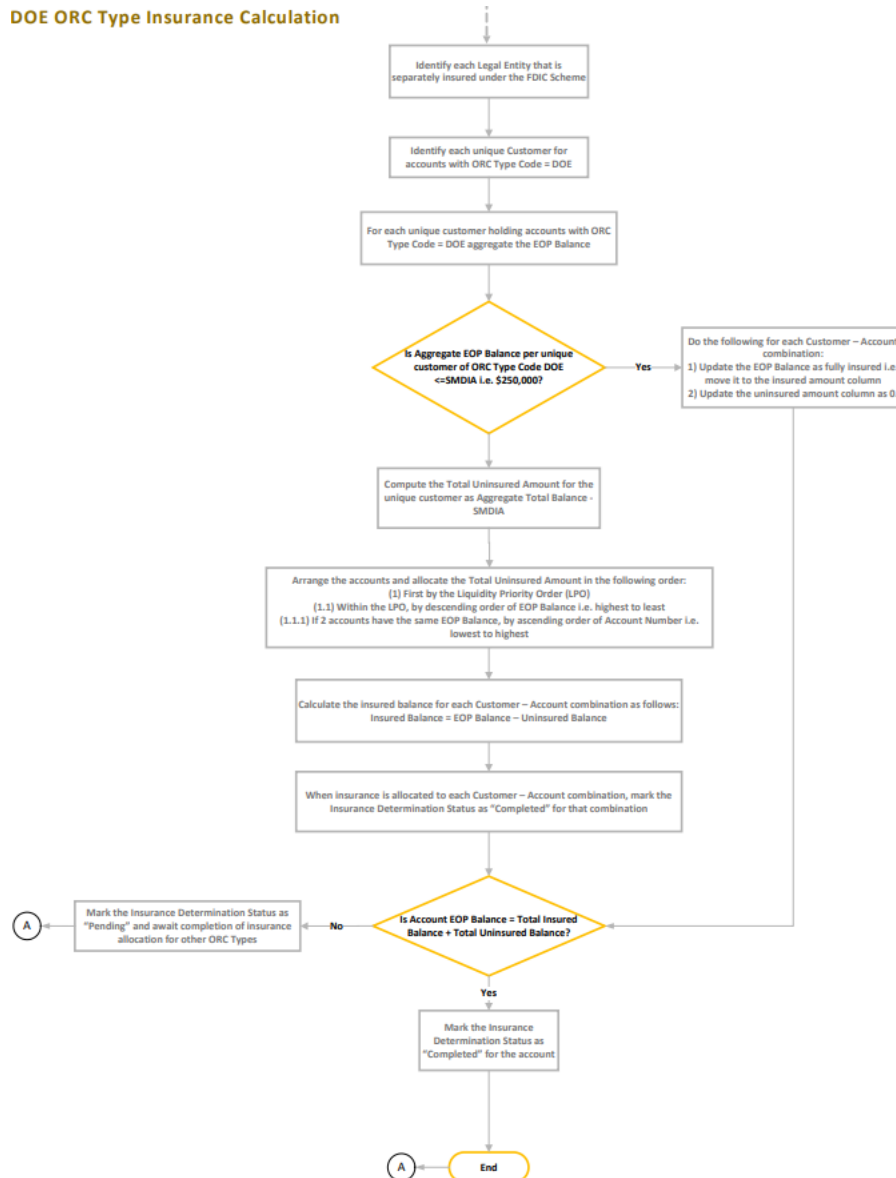 DOE ORC Type Insurance Calculation
Identify each Legal Entity that is
separately insured under the FDIC Scheme
Identify each unique Customer for
accounts with ORC Type Code = DOE
For each unique customer holding accounts with ORC
Type Code = DOE aggregate the EOP Balance
Is Aggregate EOP Balance per unique
customer of ORC Type Code DOE
<=SMDIA i.e. $250,000?
Yes
Do the following for each Customer – Account
combination:
1) Update the EOP Balance as fully insured i.e.
move it to the insured amount column
2) Update the uninsured amount column as 0.
Compute the Total Uninsured Amount for the
unique customer as Aggregate Total Balance -
SMDIA
Arrange the accounts and allocate the Total Uninsured Amount in the following order:
(1) First by the Liquidity Priority Order (LPO)
(1.1) Within the LPO, by descending order of EOP Balance i.e. highest to least
(1.1.1) If 2 accounts have the same EOP Balance, by ascending order of Account Number i.e.
lowest to highest
Calculate the insured balance for each Customer – Account combination as follows:
Insured Balance = EOP Balance – Uninsured Balance
When insurance is allocated to each Customer – Account combination, mark the
Insurance Determination Status as “Completed” for that combination
Is Account EOP Balance = Total Insured
Balance + Total Uninsured Balance?
No
Mark the Insurance Determination Status as
“Pending” and await completion of insurance
allocation for other ORC Types
A
Yes
Mark the Insurance
Determination Status as
“Completed” for the account
End
A